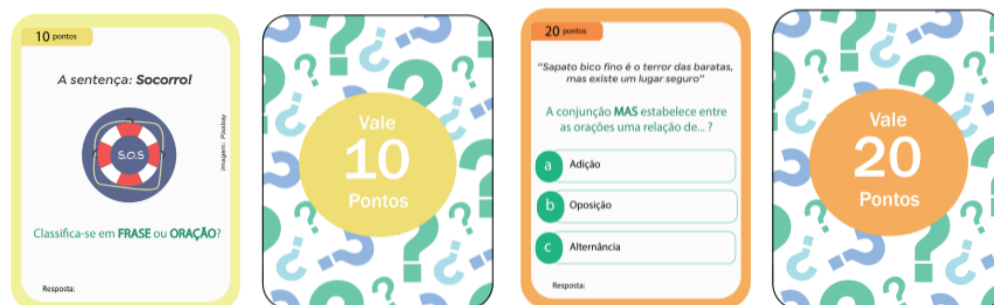 10 pontos
A sentença: Socorro!
S.O.S
Imagem: Pixabay
Classifica-se em FRASE ou ORAÇÃO?
Resposta:
Vale
10
Pontos
20 pontos
"Sapato bico fino é o terror das baratas,
mas existe um lugar seguro"
A conjunção MAS estabelece entre
as orações uma relação de... ?
a Adição
b Oposição
c Alternância
Resposta:
Vale
20
Pontos